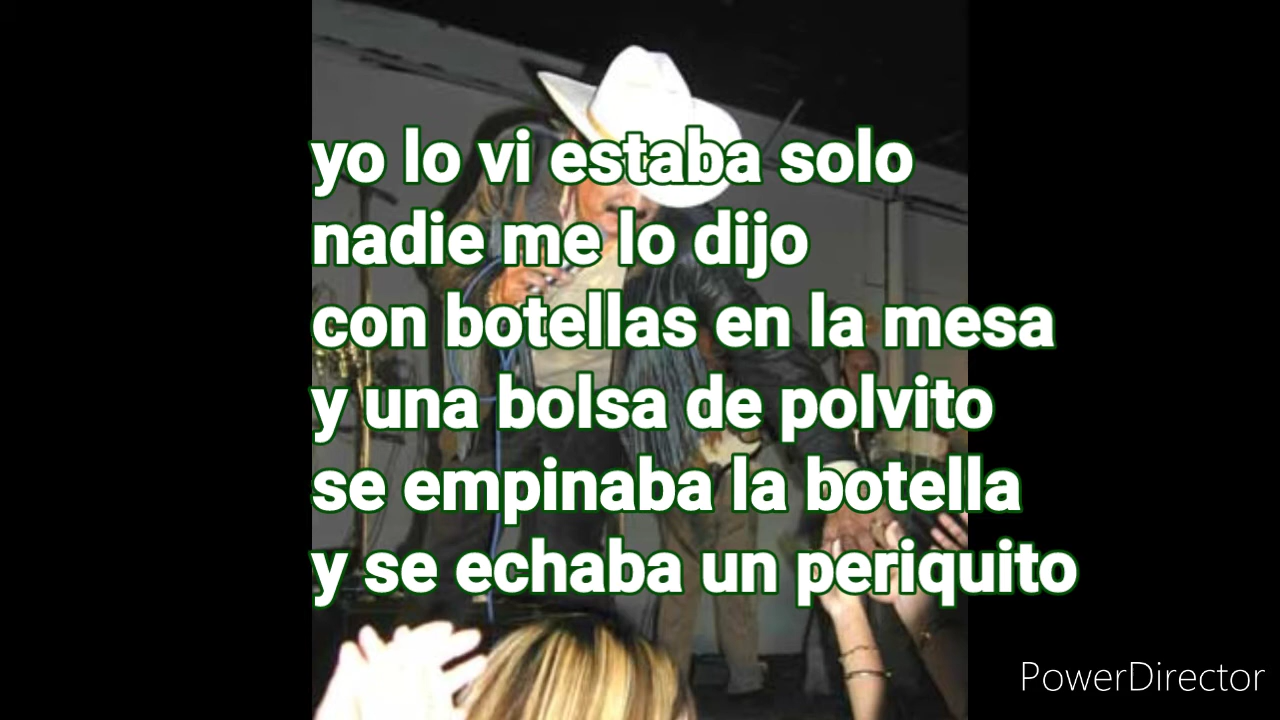 yo lo vi estaba solo
nadie me lo dijo
con botellas en la mesa
y una bolsa de polvito
se empinaba la botella
y se echaba un periquito
PowerDirector